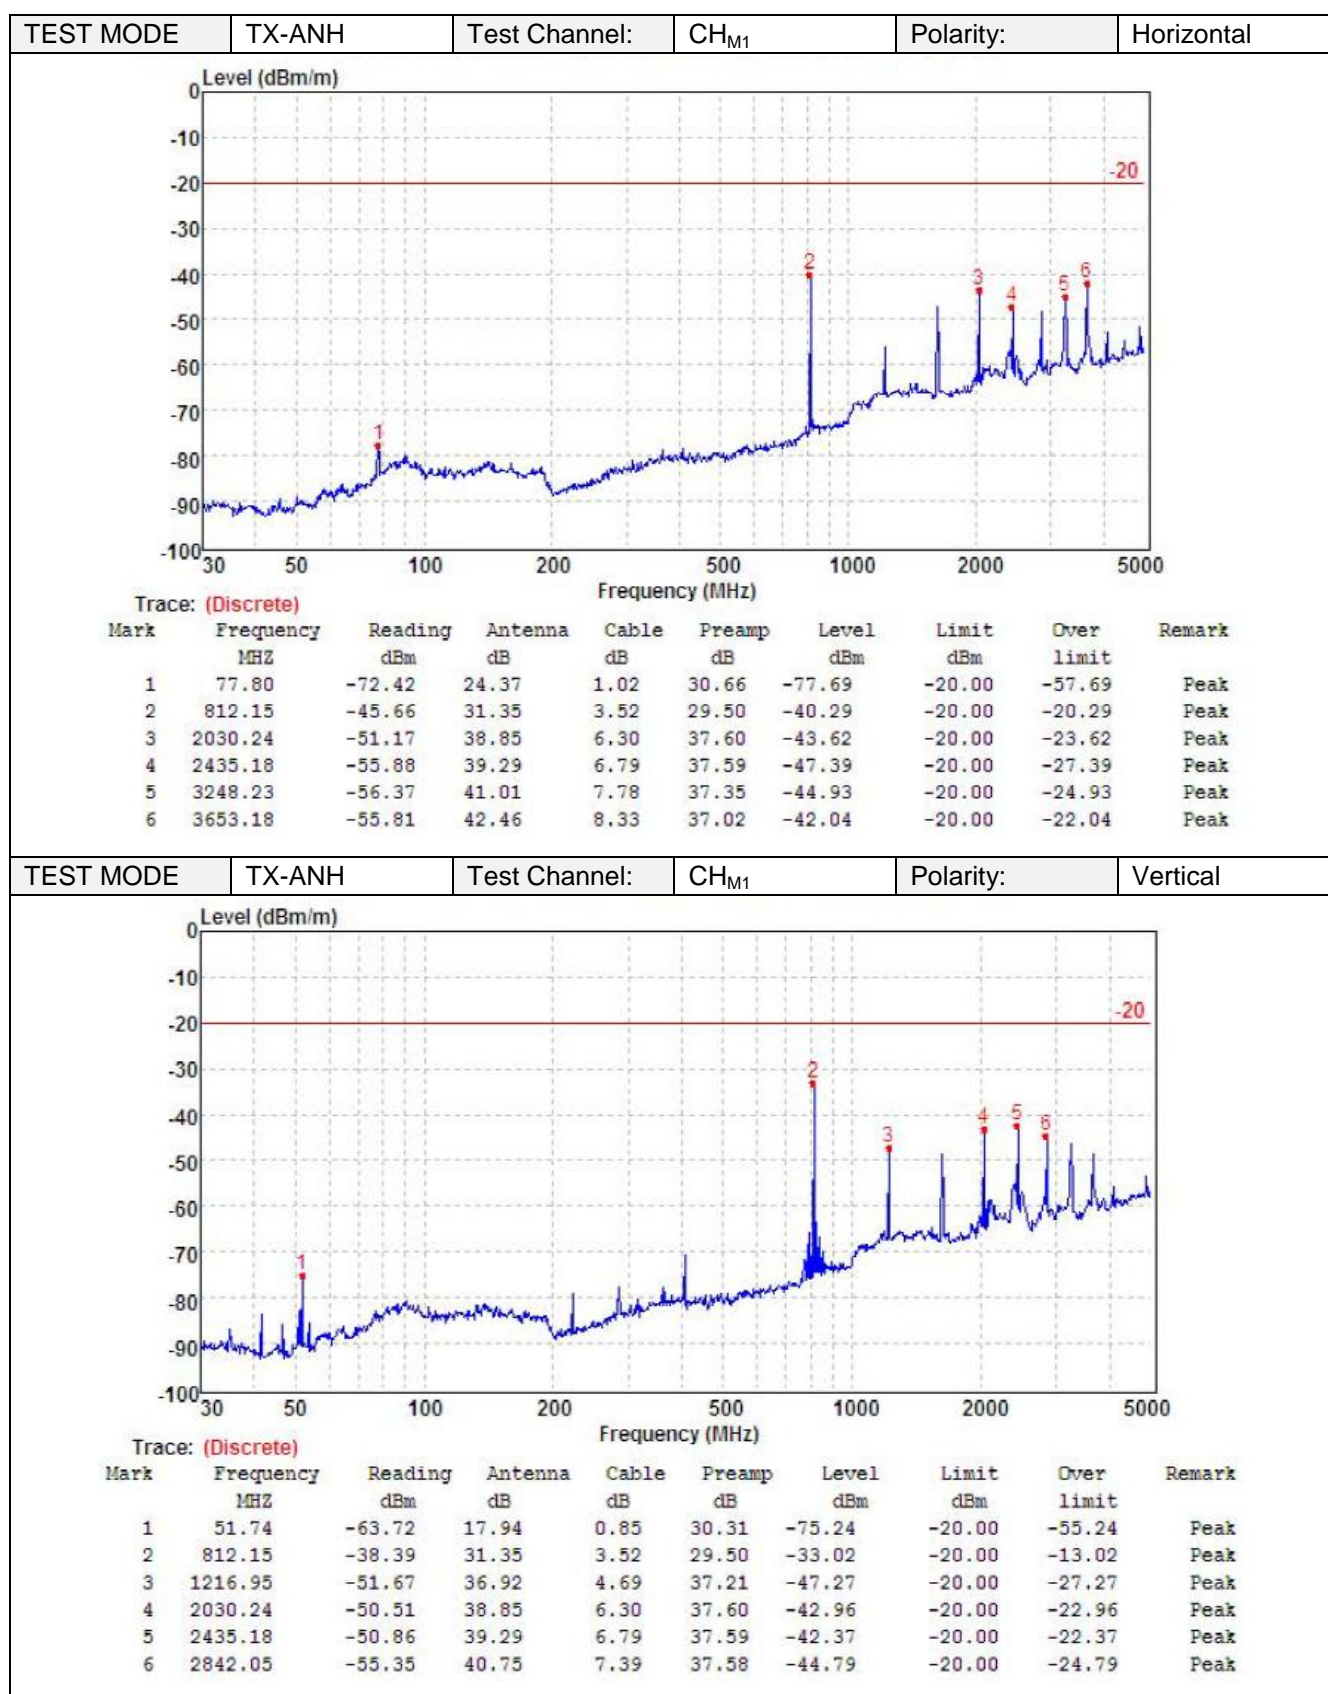 TEST MODE TX-ANH Test Channel: CHM1 Polarity: Horizontal
Level (dBm/m)
0
-10
-20
-20
-30
2
-40
3 4 5 6
-50
-60
-70
1
-80
-90
-100
30 50 100 200 500 1000 2000 5000
Frequency (MHz)
Trace: (Discrete)
Mark Frequency Reading Antenna Cable Preamp Level Limit Over Remark
MHZ dBm dB dB dB dBm dBm limit
1 77.80 -72.42 24.37 1.02 30.66 -77.69 -20.00 -57.69 Peak
2 812.15 -45.66 31.35 3.52 29.50 -40.29 -20.00 -20.29 Peak
3 2030.24 -51.17 38.85 6.30 37.60 -43.62 -20.00 -23.62 Peak
4 2435.18 -55.88 39.29 6.79 37.59 -47.39 -20.00 -27.39 Peak
5 3248.23 -56.37 41.01 7.78 37.35 -44.93 -20.00 -24.93 Peak
6 3653.18 -55.81 42.46 8.33 37.02 -42.04 -20.00 -22.04 Peak
TEST MODE TX-ANH Test Channel: CHM1 Polarity: Vertical
Level (dBm/m)
0
-10
-20
-20
-30
2
-40
3 4 5 6
-50
-60
-70
1
-80
-90
-100
30 50 100 200 500 1000 2000 5000
Frequency (MHz)
Trace: (Discrete)
Mark Frequency Reading Antenna Cable Preamp Level Limit Over Remark
MHZ dBm dB dB dB dBm dBm limit
1 51.74 -63.72 17.94 0.85 30.31 -75.24 -20.00 -55.24 Peak
2 812.15 -38.39 31.35 3.52 29.50 -33.02 -20.00 -13.02 Peak
3 1216.95 -51.67 36.92 4.69 37.21 -47.27 -20.00 -27.27 Peak
4 2030.24 -50.51 38.85 6.30 37.60 -42.96 -20.00 -22.96 Peak
5 2435.18 -50.86 39.29 6.79 37.59 -42.37 -20.00 -22.37 Peak
6 2842.05 -55.35 40.75 7.39 37.58 -44.79 -20.00 -24.79 Peak